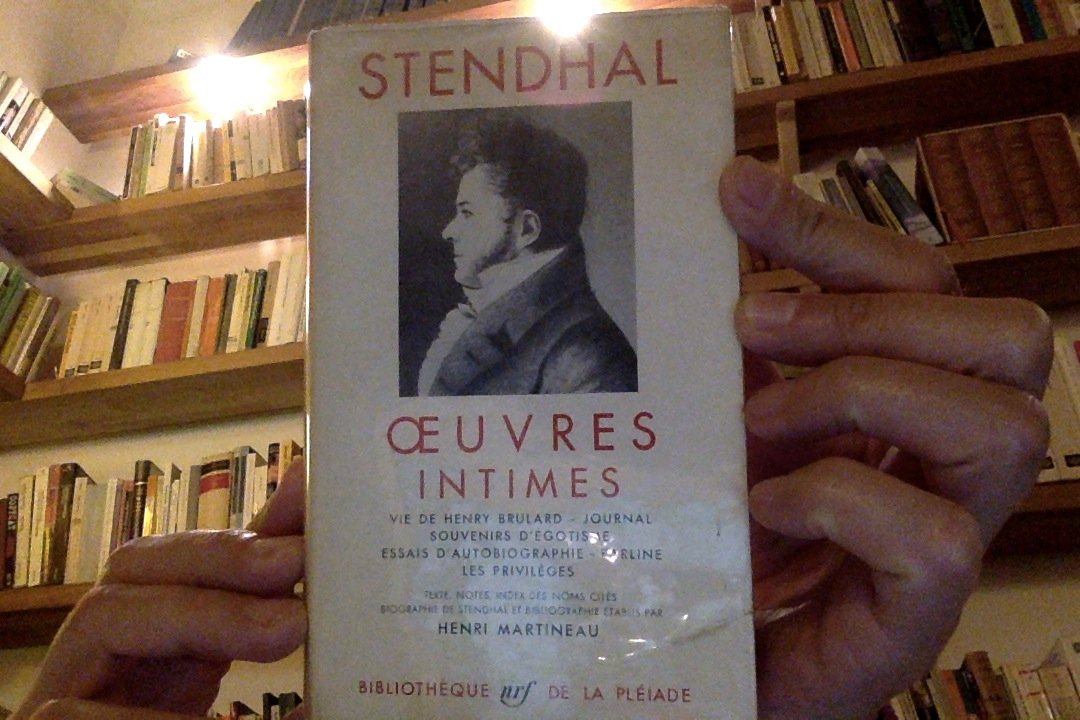 STENDHAL
ŒUVRES
INTIMES
VIE DE HENRY BRULARD - JOURNAL
SOUVENIRS D'ÉGOTISME
ESSAIS D'AUTOBIOGRAPHIE - EARLINE
LES PRIVILÈGES
TEXTE, NOTES, INDEX DES NOMS CITÉS
BIOGRAPHIE DE STENDHAL ET BIBLIOGRAPHIE ÉTABLIS PAR
HENRI MARTINEAU
BIBLIOTHÈQUE nrf DE LA PLÉIADE